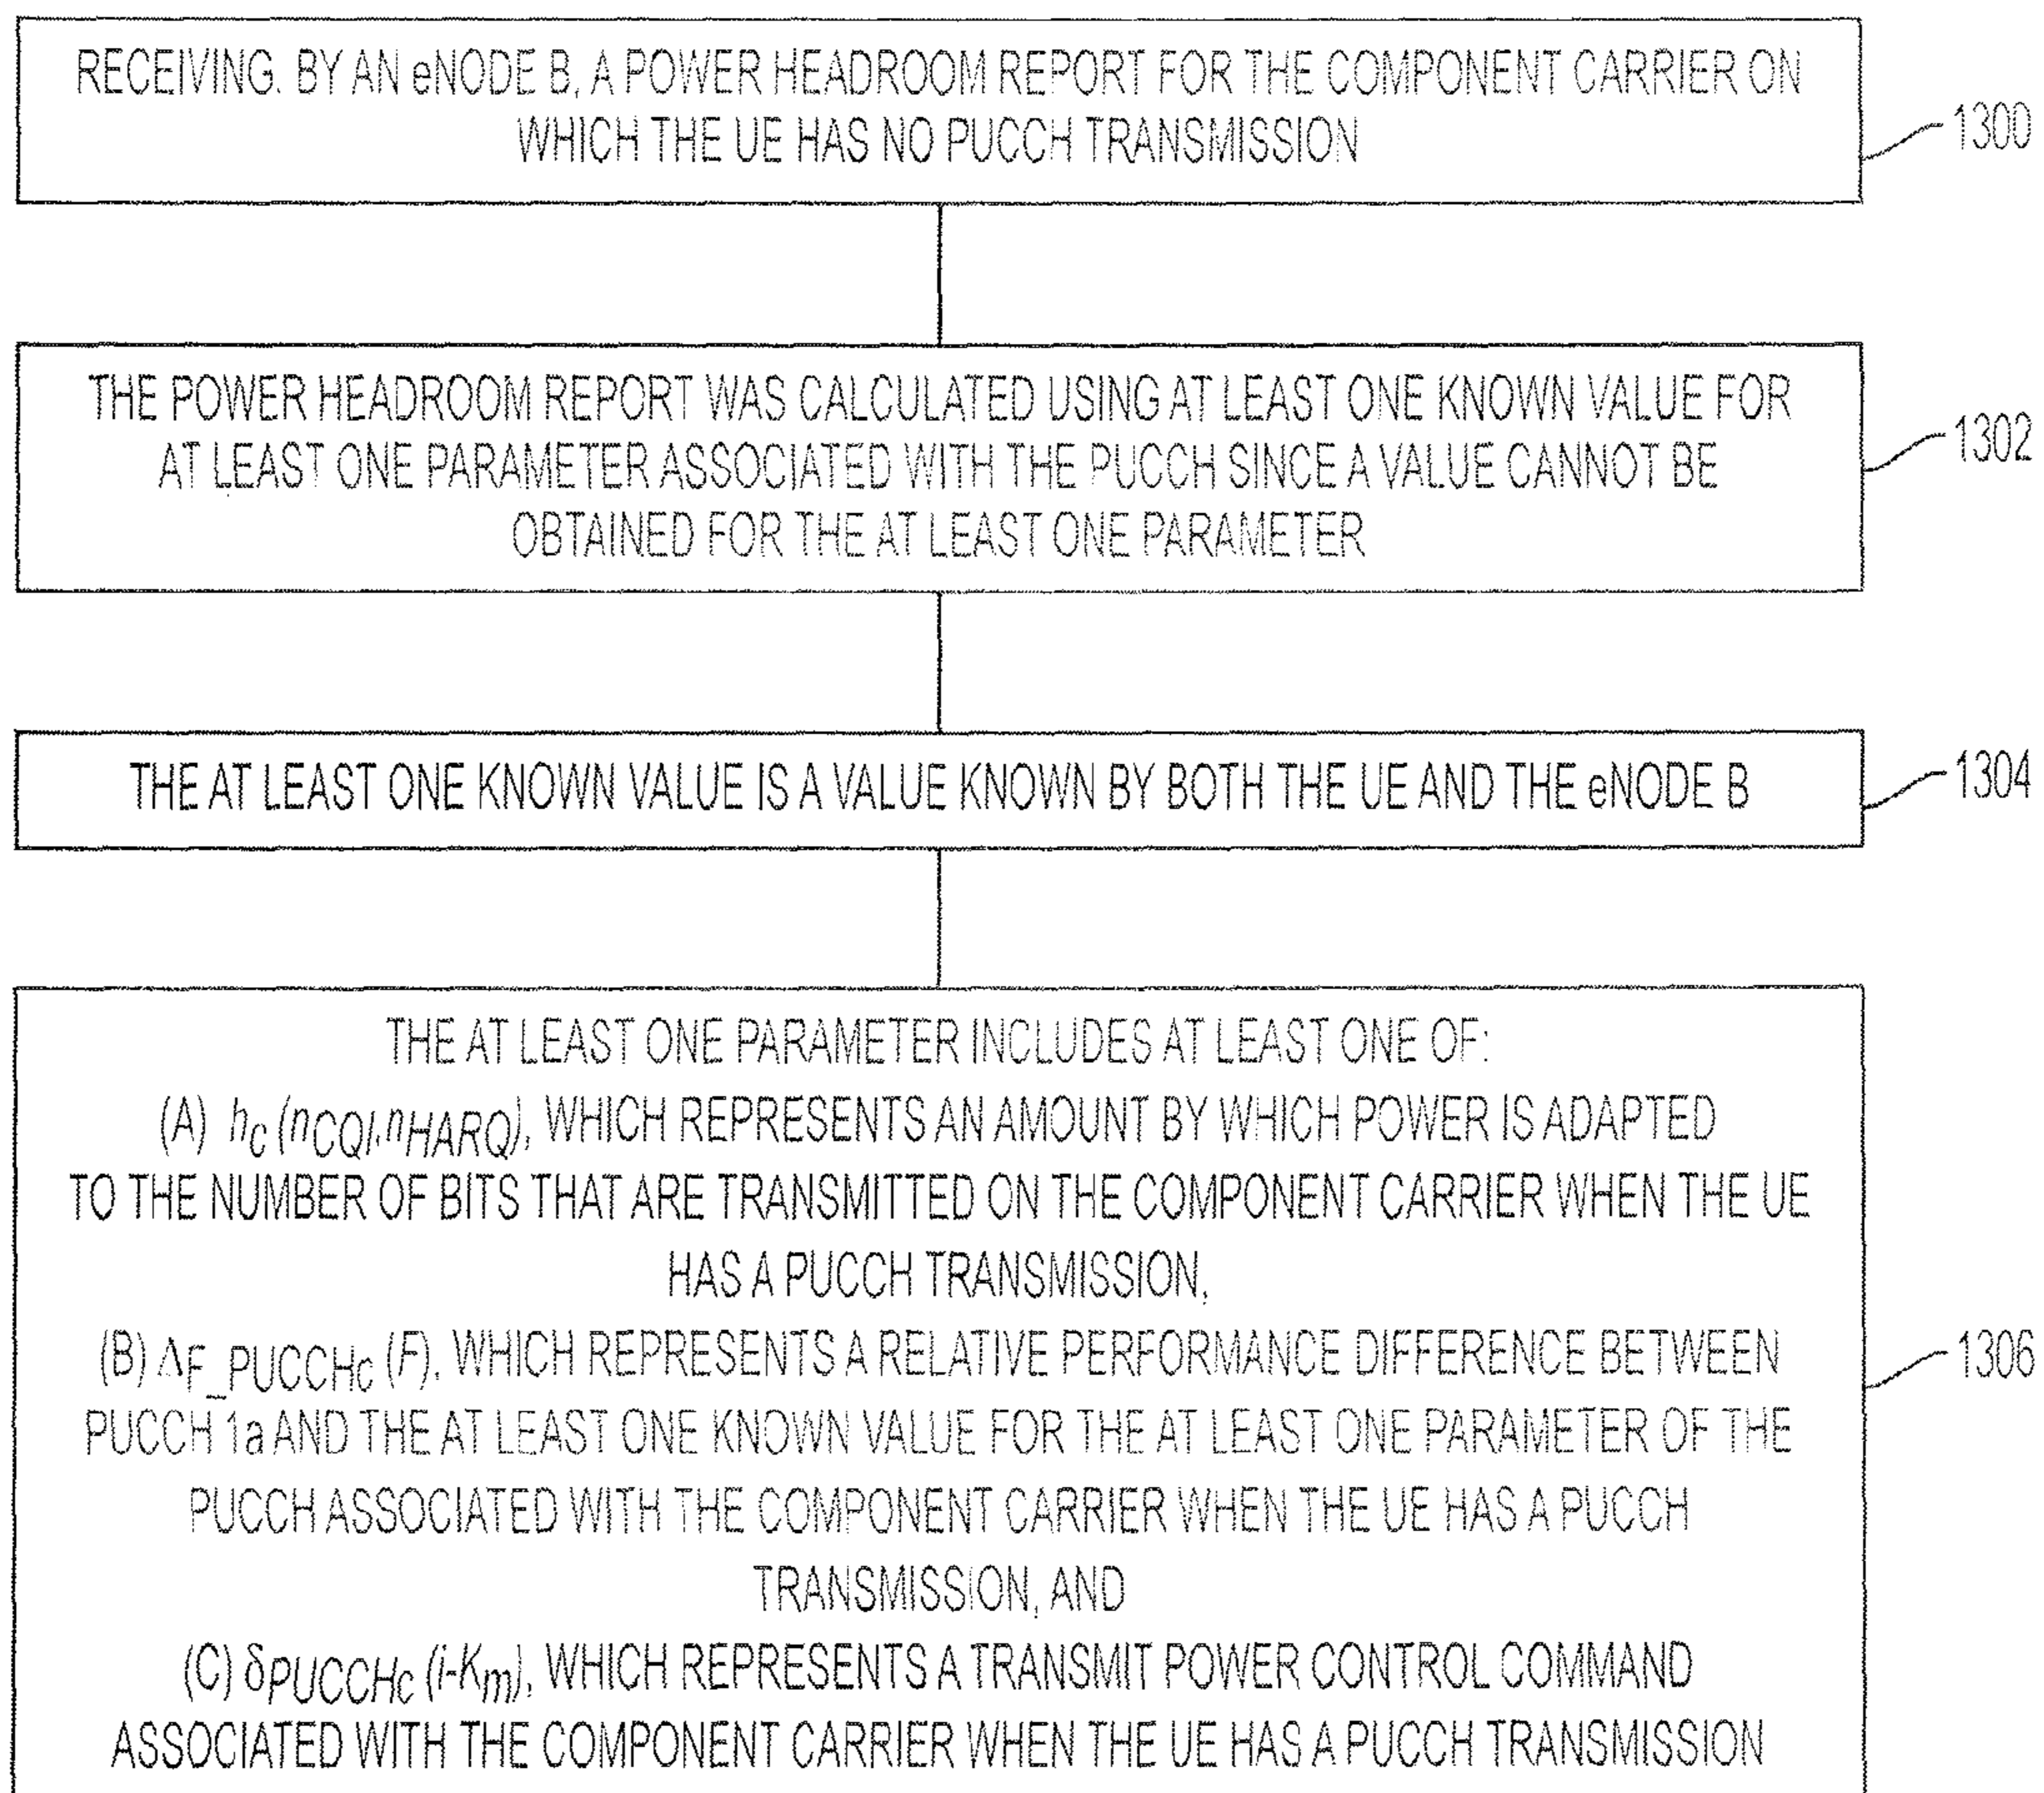 RECEIVING. BY AN eNODE B, A POWER HEADROOM REPORT FOR THE COMPONENT CARRIER ON
WHICH THE UE HAS NO PUCCH TRANSMISSION
1300
THE POWER HEADROOM REPORT WAS CALCULATED USING AT LEAST ONE KNOWN VALUE FOR
AT LEAST ONE PARAMETER ASSOCIATED WITH THE PUCCH SINCE A VALUE CANNOT BE
OBTAINED FOR THE AT LEAST ONE PARAMETER
1302
THE AT LEAST ONE KNOWN VALUE IS A VALUE KNOWN BY BOTH THE UE AND THE eNODE B
1304
THE AT LEAST ONE PARAMETER INCLUDES AT LEAST ONE OF:
(A) hc (nCQI,nHARQ), WHICH REPRESENTS AN AMOUNT BY WHICH POWER IS ADAPTED
TO THE NUMBER OF BITS THAT ARE TRANSMITTED ON THE COMPONENT CARRIER WHEN THE UE
HAS A PUCCH TRANSMISSION,
(B) ΔF_PUCCHc (F), WHICH REPRESENTS A RELATIVE PERFORMANCE DIFFERENCE BETWEEN
PUCCH 1a AND THE AT LEAST ONE KNOWN VALUE FOR THE AT LEAST ONE PARAMETER OF THE
PUCCH ASSOCIATED WITH THE COMPONENT CARRIER WHEN THE UE HAS A PUCCH
TRANSMISSION, AND
(C) δPUCCHc (i-Km), WHICH REPRESENTS A TRANSMIT POWER CONTROL COMMAND
ASSOCIATED WITH THE COMPONENT CARRIER WHEN THE UE HAS A PUCCH TRANSMISSION
1306